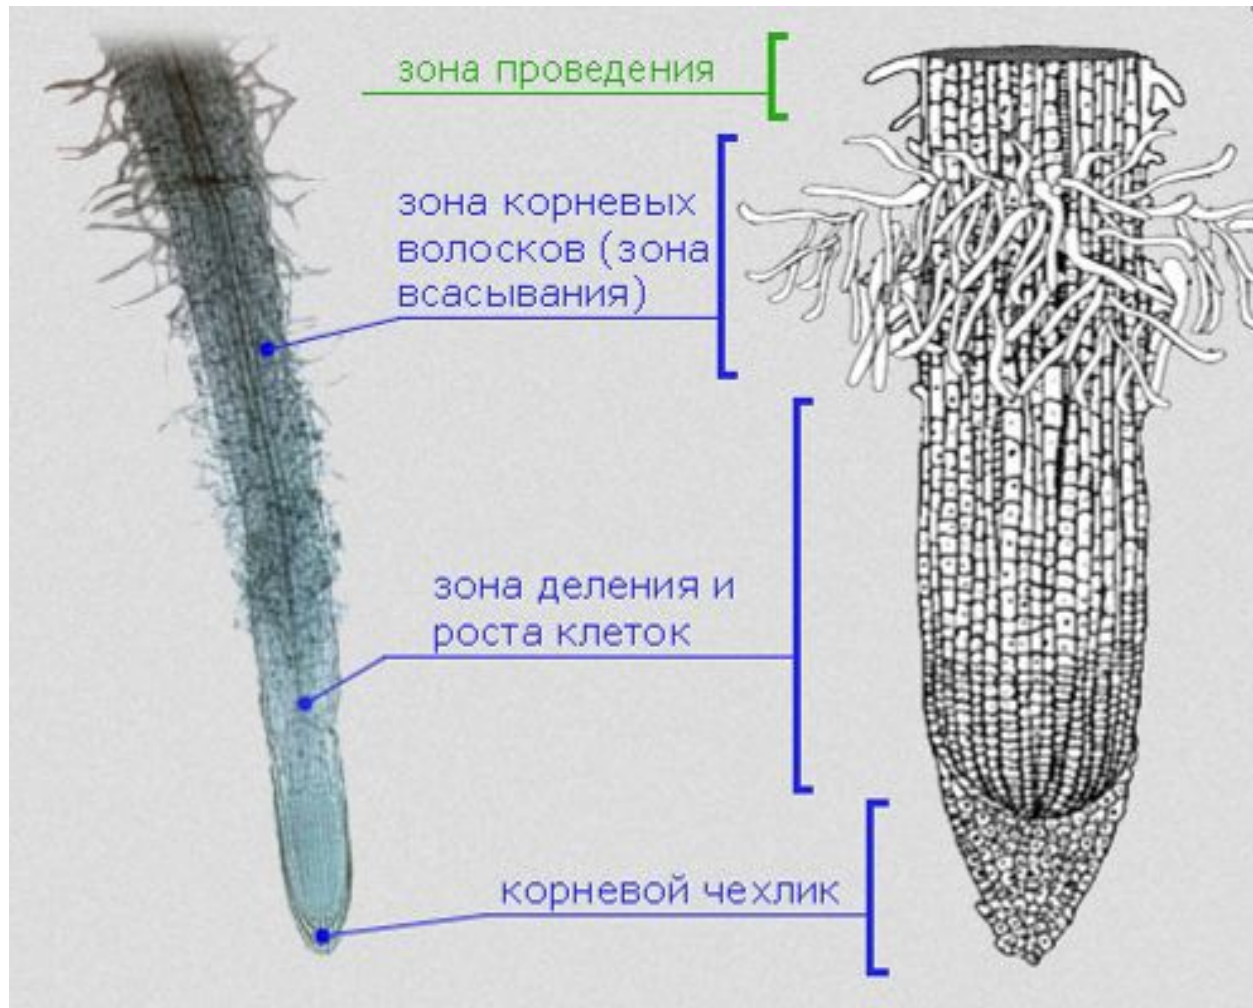 зона проведения
зона корневых
волосков (зона
всасывания)
зона деления и
роста клеток
корневой чехлик